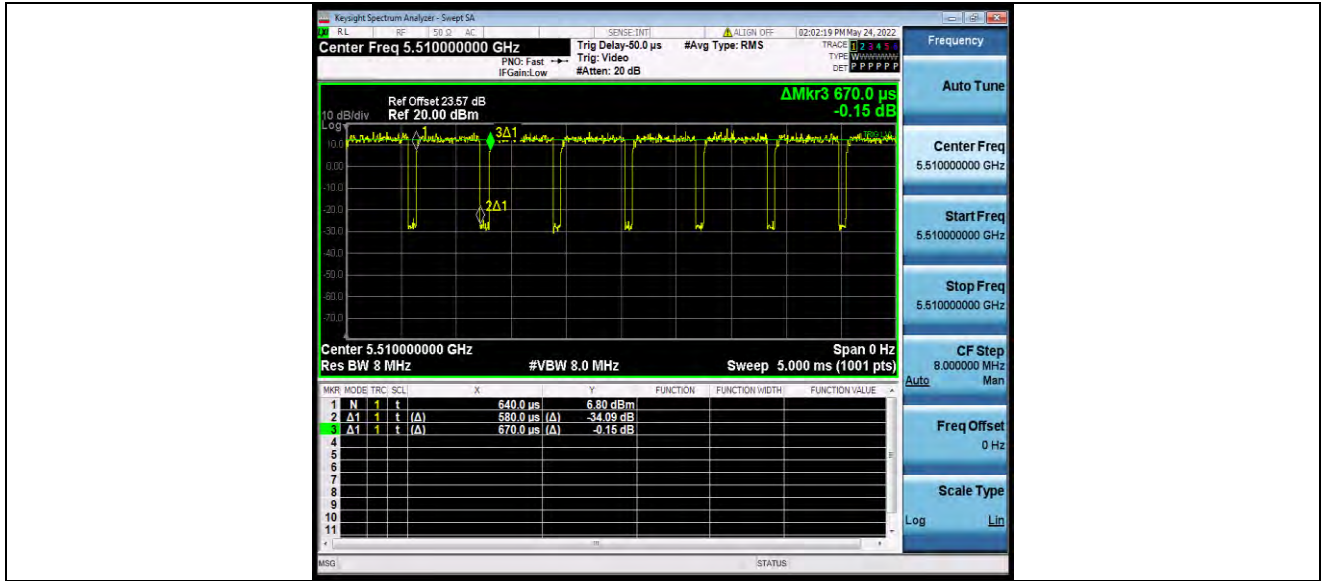 Keysight Spectrum Analyzer - Swept SA
RL RF 50 Ω AC SENSE:INT ALIGN OFF 02:02:19 PM May 24, 2022
Center Freq 5.510000000 GHz
PNO: Fast
IFGain:Low
Trig Delay-50.0 µs
Trig: Video
#Atten: 20 dB
#Avg Type: RMS
TRACE 1 2 3 4 5 6
TYPE WWWWWW
DET P P P P P P
ΔMkr3 670.0 µs
-0.15 dB
Ref Offset 23.57 dB
10 dB/div Ref 20.00 dBm
Log
10.0
0.00
-10.0
-20.0
-30.0
-40.0
-50.0
-60.0
-70.0
1
3Δ1
2Δ1
Center 5.510000000 GHz Span 0 Hz
Res BW 8 MHz #VBW 8.0 MHz Sweep 5.000 ms (1001 pts)
MKR MODE TRC SCL X Y FUNCTION FUNCTION WIDTH FUNCTION VALUE
1 N 1 t 640.0 µs 6.80 dBm
2 Δ1 1 t (Δ) 580.0 µs (Δ) -34.09 dB
3 Δ1 1 t (Δ) 670.0 µs (Δ) -0.15 dB
4
5
6
7
8
9
10
11
MSG STATUS
Frequency
Auto Tune
Center Freq
5.510000000 GHz
Start Freq
5.510000000 GHz
Stop Freq
5.510000000 GHz
CF Step
8.000000 MHz
Auto Man
Freq Offset
0 Hz
Scale Type
Log Lin